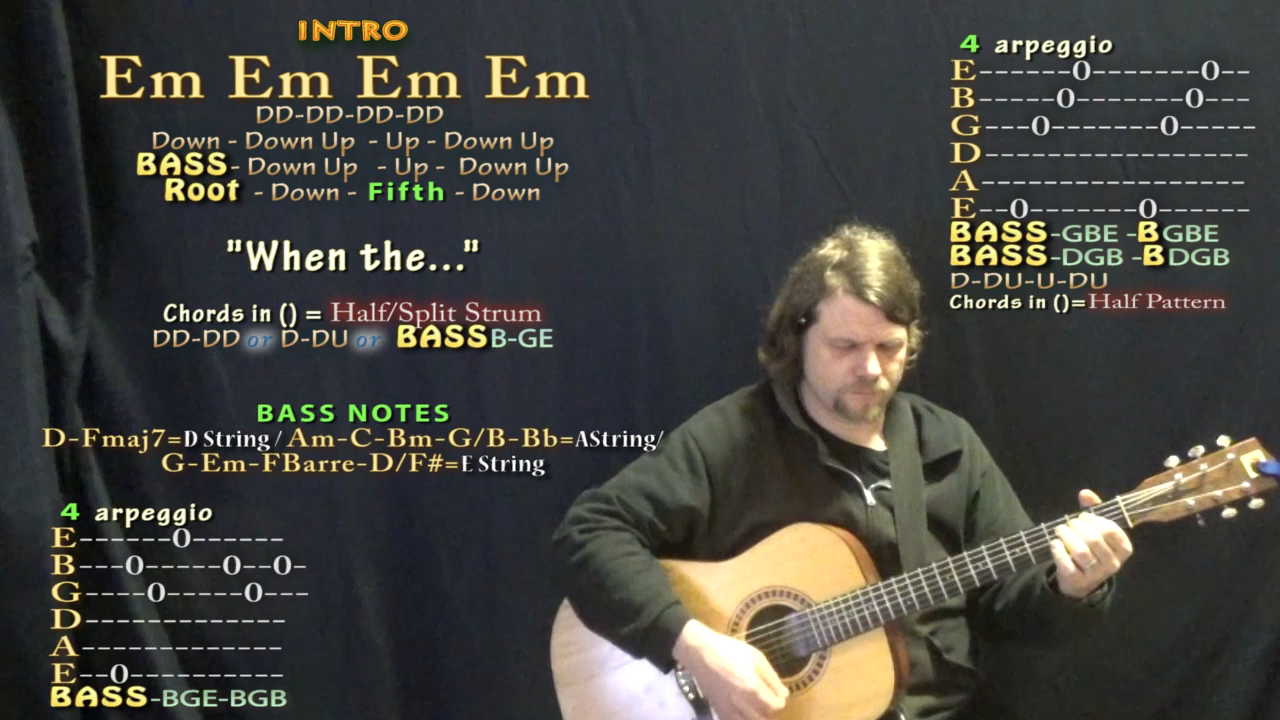 INTRO
Em Em Em Em
DD-DD-DD-DD
Down - Down Up - Up - Down Up
BASS- Down Up - Up - Down Up
Root - Down - Fifth - Down
"When the..."
Chords in () = Half/Split Strum
DD-DD or D-DU or BASSB-GE
BASS NOTES
D-Fmaj7=D String / Am-C-Bm-G/B-Bb=AString/
G-Em-FBarre-D/F#=E String
4 arpeggio
E------0------
B---0-----0--0-
G----0-----0---
D-------------
A-------------
E--0----------
BASS-BGE-BGB
4 arpeggio
E------0-------0--
B-----0-------0---
G---0-------0-----
D-----------------
A-----------------
E--0-------0------
BASS-GBE -BGBE
BASS-DGB -BDGB
D-DU-U-DU
Chords in ()=Half Pattern